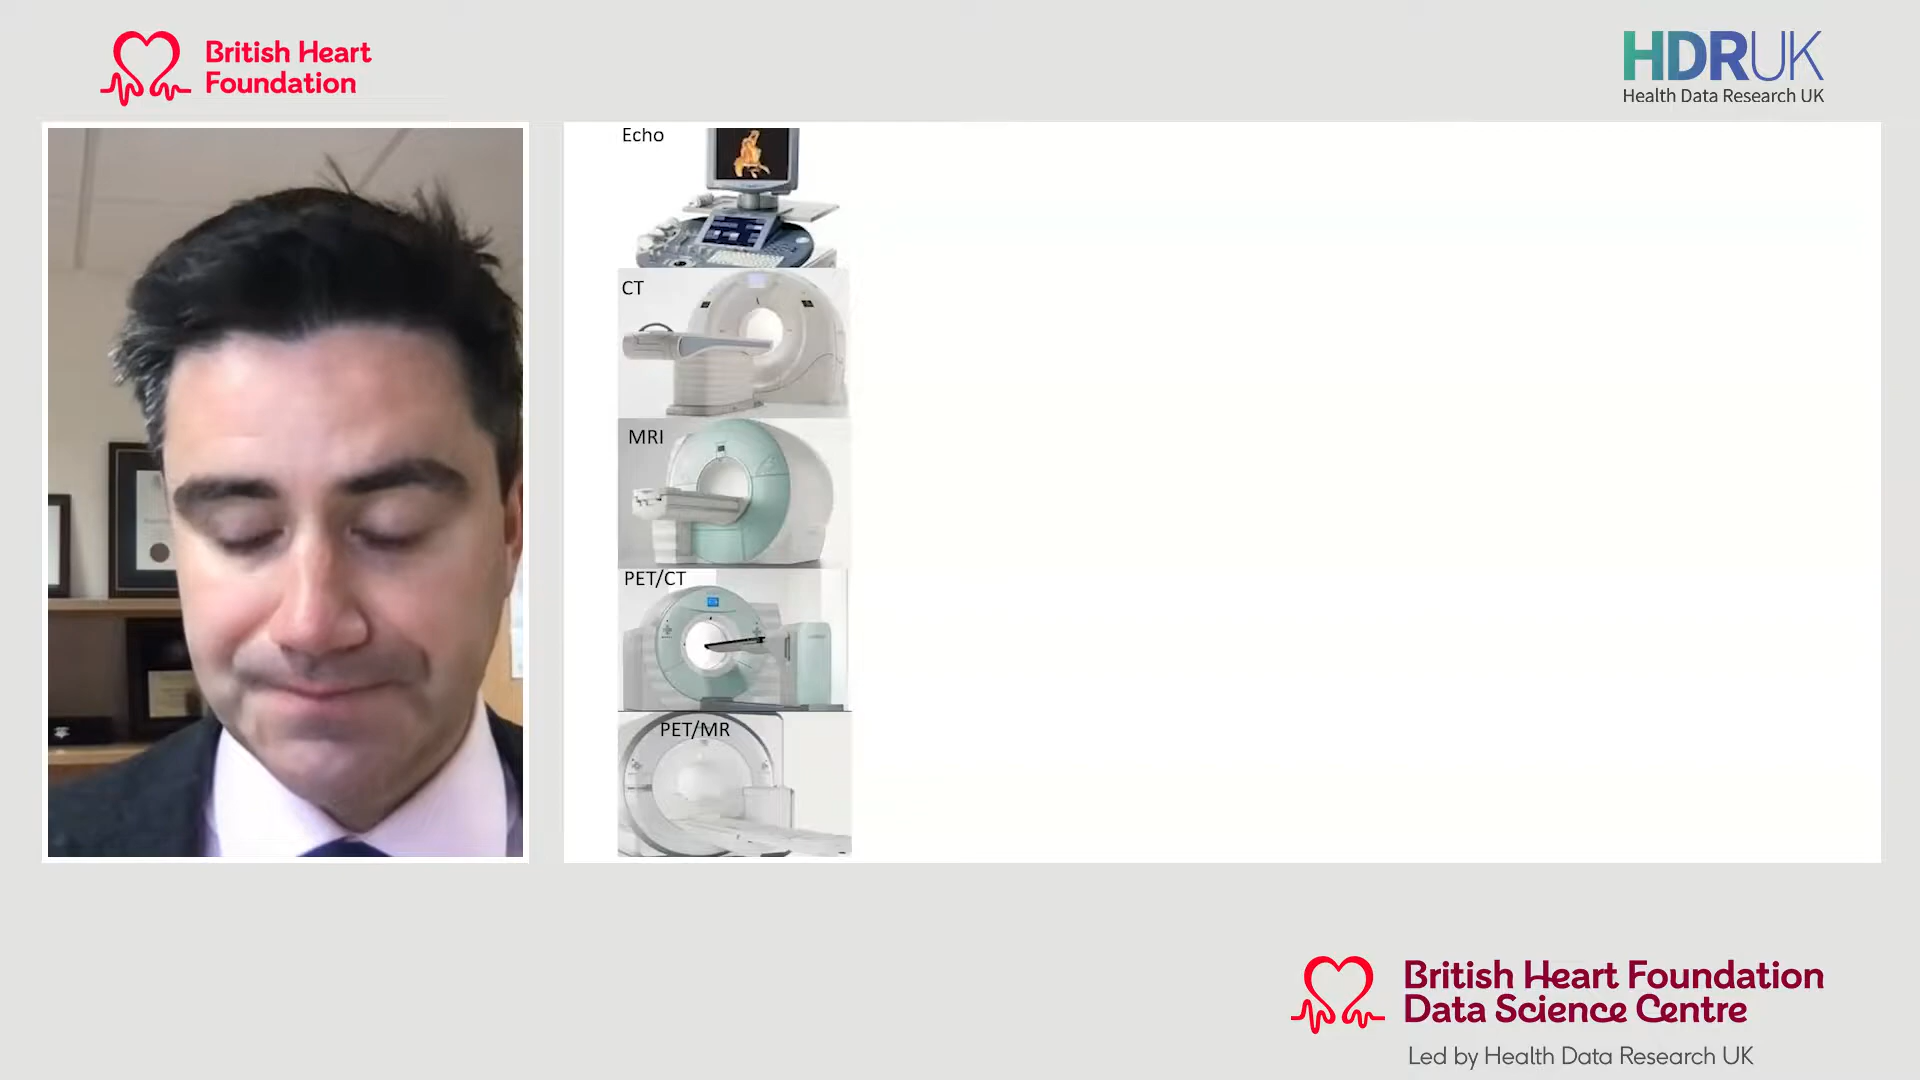 British Heart
Foundation
HDRUK
Health Data Research UK
Echo
CT
MRI
PET/CT
PET/MR
British Heart Foundation
Data Science Centre
Led by Health Data Research UK